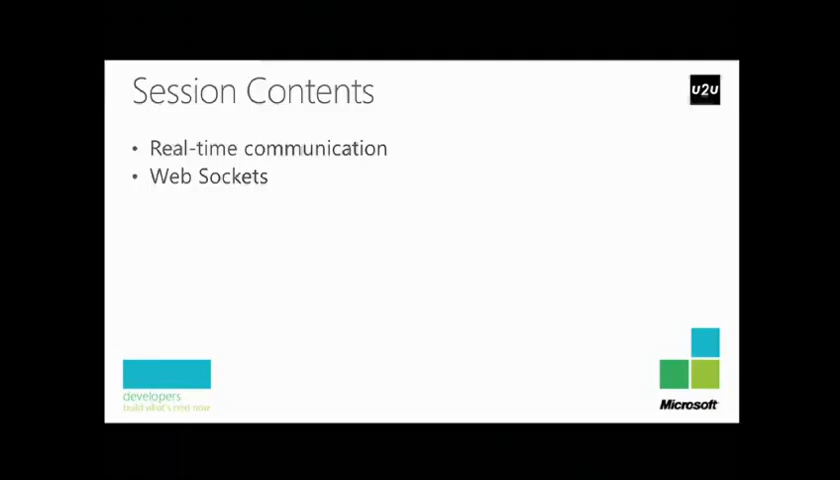 Session Contents
U2U
• Real-time communication
• Web Sockets
developers
build what's next now
Microsoft